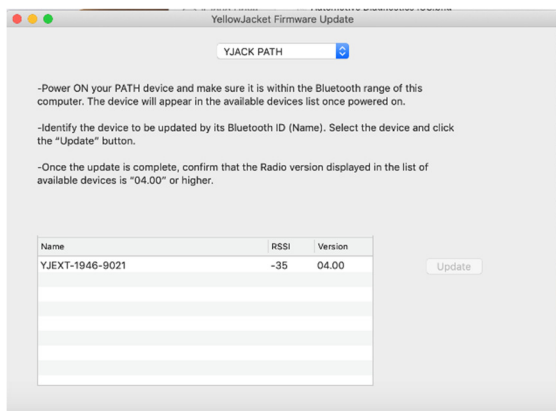 YellowJacket Firmware Update
YJACK PATH
-Power ON your PATH device and make sure it is within the Bluetooth range of this
computer. The device will appear in the available devices list once powered on.
-Identify the device to be updated by its Bluetooth ID (Name). Select the device and click
the “Update” button.
-Once the update is complete, confirm that the Radio version displayed in the list of
available devices is “04.00” or higher.
Name RSSI Version
YJEXT-1946-9021 -35 04.00
Update